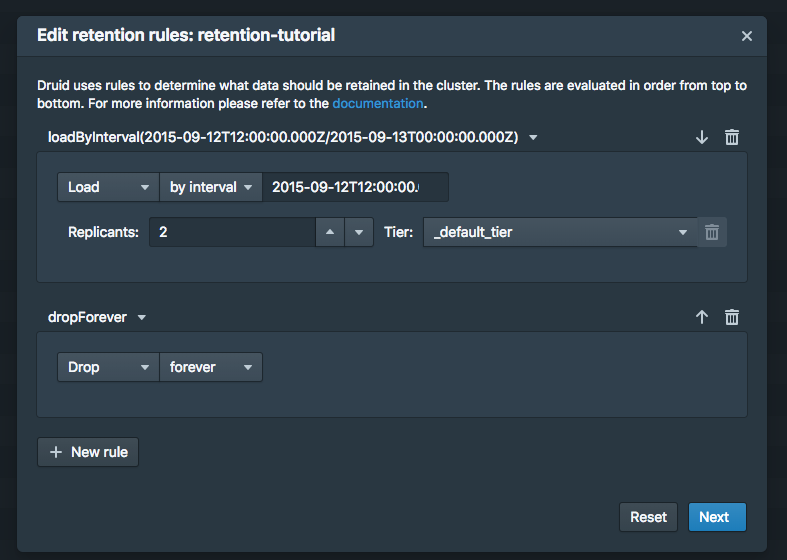 Edit retention rules: retention-tutorial
Druid uses rules to determine what data should be retained in the cluster. The rules are evaluated in order from top to
bottom. For more information please refer to the documentation.
loadByInterval(2015-09-12T12:00:00.000Z/2015-09-13T00:00:00.000Z)
Load by interval 2015-09-12T12:00:00.
Replicants: 2 Tier: _default_tier
dropForever
Drop forever
New rule
Reset Next